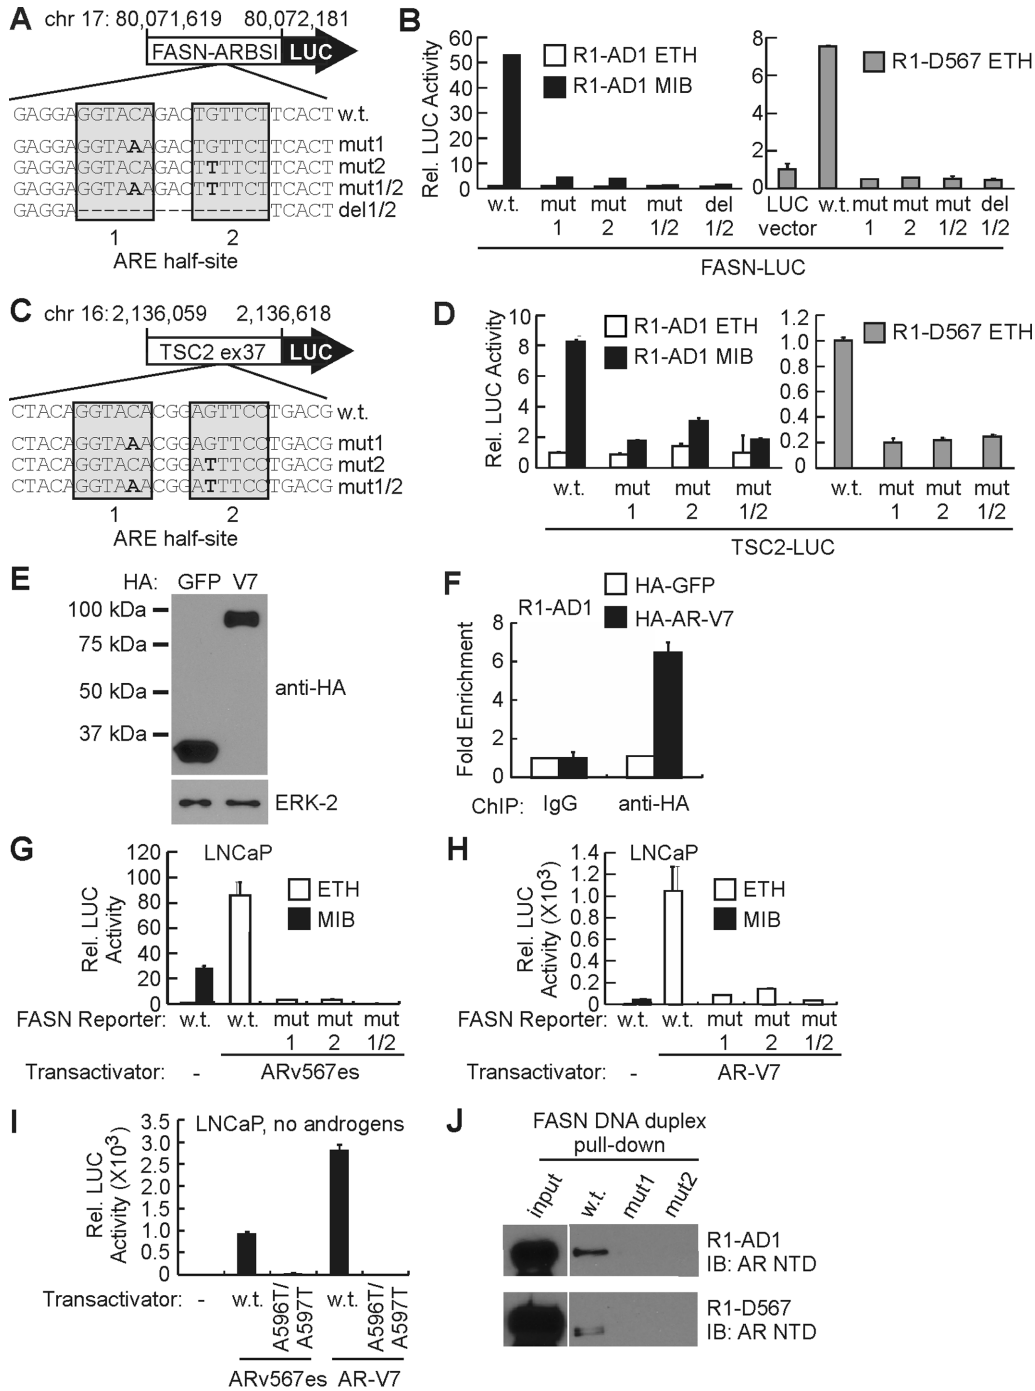 A
chr 17: 80,071,619 80,072,181
FASN-ARBSI LUC
GAGGAGGTACAGACTGTTCTTCACT w.t.
GAGGAGGTAAAGACTGTTCTTCACT mut1
GAGGAGGTACAGACTTTTCTTCACT mut2
GAGGAGGTAAAGACTTTTCTTCACT mut1/2
GAGGA---------------TCACT del1/2
1 2
ARE half-site
B
Rel. LUC Activity
60
50
40
30
20
10
0
R1-AD1 ETH
R1-AD1 MIB
w.t. mut 1 mut 2 mut 1/2 del 1/2
8
6
4
2
0
R1-D567 ETH
LUC vector w.t. mut 1 mut 2 mut 1/2 del 1/2
FASN-LUC
C
chr 16: 2,136,059 2,136,618
TSC2 ex37 LUC
CTACAGGTACACGGAGTTCCTGACG w.t.
CTACAGGTAAACGGAGTTCCTGACG mut1
CTACAGGTACACGGATTTCCTGACG mut2
CTACAGGTAAACGGATTTCCTGACG mut1/2
1 2
ARE half-site
D
Rel. LUC Activity
10
8
6
4
2
0
R1-AD1 ETH
R1-AD1 MIB
w.t. mut 1 mut 2 mut 1/2
1.2
1.0
0.8
0.6
0.4
0.2
0
R1-D567 ETH
w.t. mut 1 mut 2 mut 1/2
TSC2-LUC
E
HA: GFP V7
100 kDa
75 kDa
50 kDa
37 kDa
anti-HA
ERK-2
F
R1-AD1
HA-GFP
HA-AR-V7
Fold Enrichment
8
6
4
2
0
ChIP: IgG anti-HA
G
LNCaP
Rel. LUC Activity
120
100
80
60
40
20
0
ETH
MIB
FASN Reporter: w.t. w.t. mut 1 mut 2 mut 1/2
Transactivator: - ARv567es
H
LNCaP
Rel. LUC Activity (X10³)
1.4
1.2
1.0
0.8
0.6
0.4
0.2
0
ETH
MIB
FASN Reporter: w.t. w.t. mut 1 mut 2 mut 1/2
Transactivator: - AR-V7
I
LNCaP, no androgens
Rel. LUC Activity (X10³)
3.5
3.0
2.5
2.0
1.5
1.0
0.5
0
Transactivator: - w.t. A596T/A597T w.t. A596T/A597T
ARv567es AR-V7
J
FASN DNA duplex
pull-down
input w.t. mut1 mut2
R1-AD1
IB: AR NTD
R1-D567
IB: AR NTD